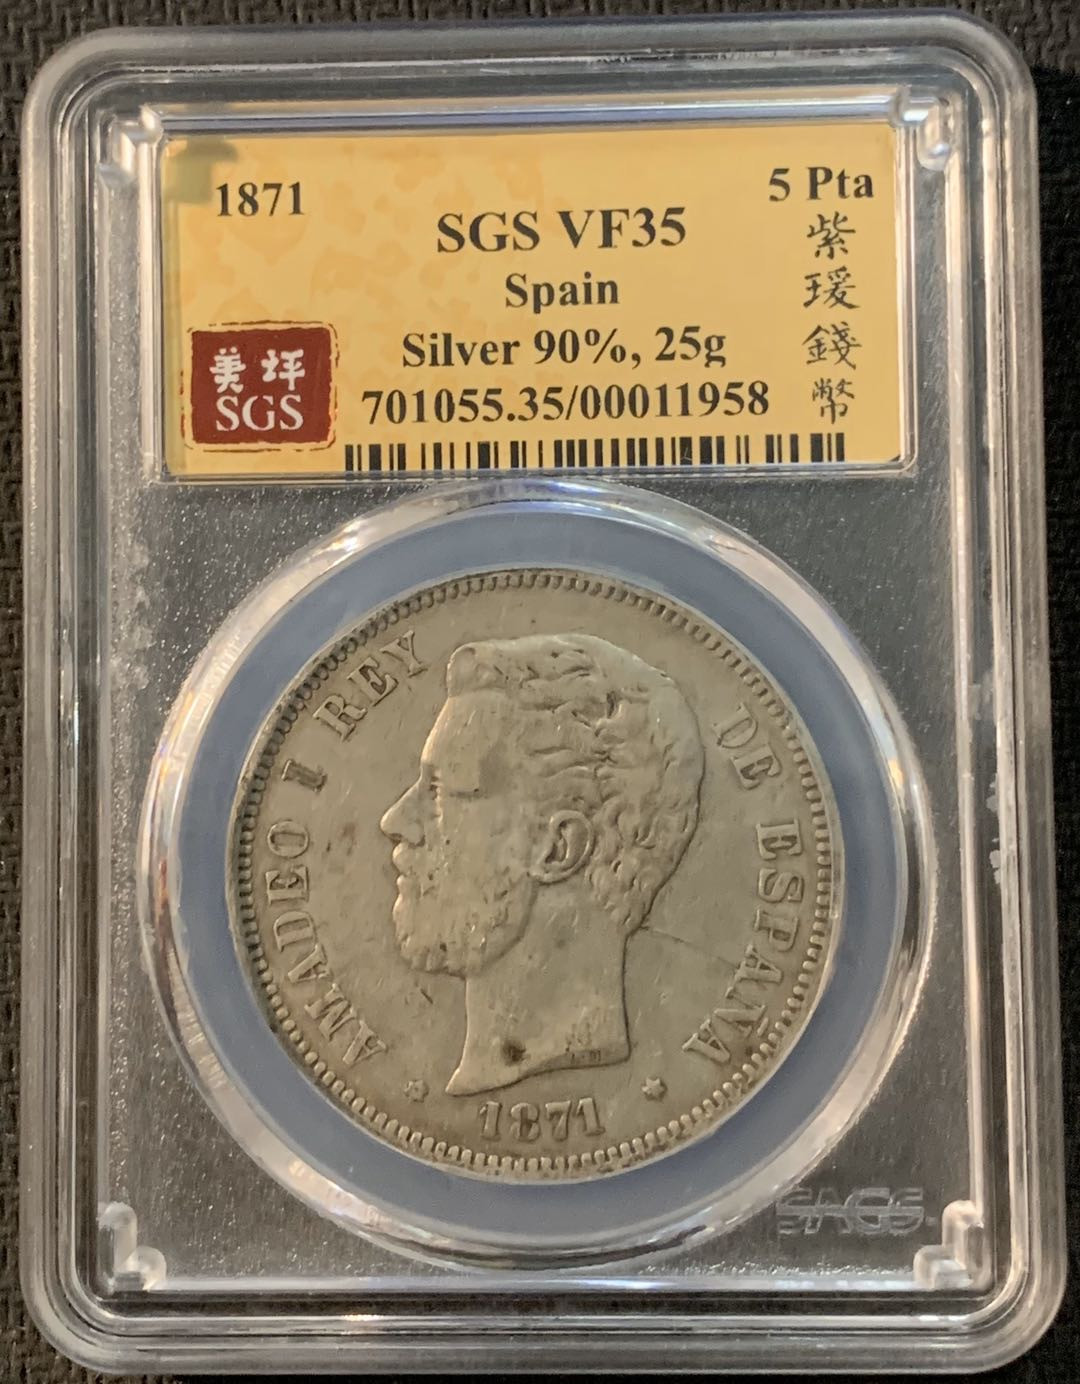 1871
5 Pta
SGS VF35
Spain
Silver 90%, 25g
701055.35/00011958
紫瑗錢幣
美坪
SGS
AMADEO I REY
DE ESPAÑA
1871
SAGS